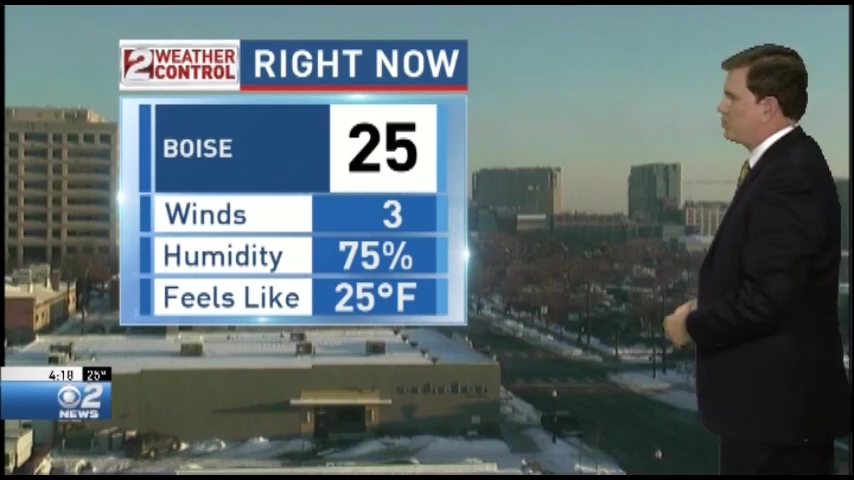 2 WEATHER CONTROL
RIGHT NOW
BOISE 25
Winds 3
Humidity 75%
Feels Like 25°F
4:18 25°
2
NEWS